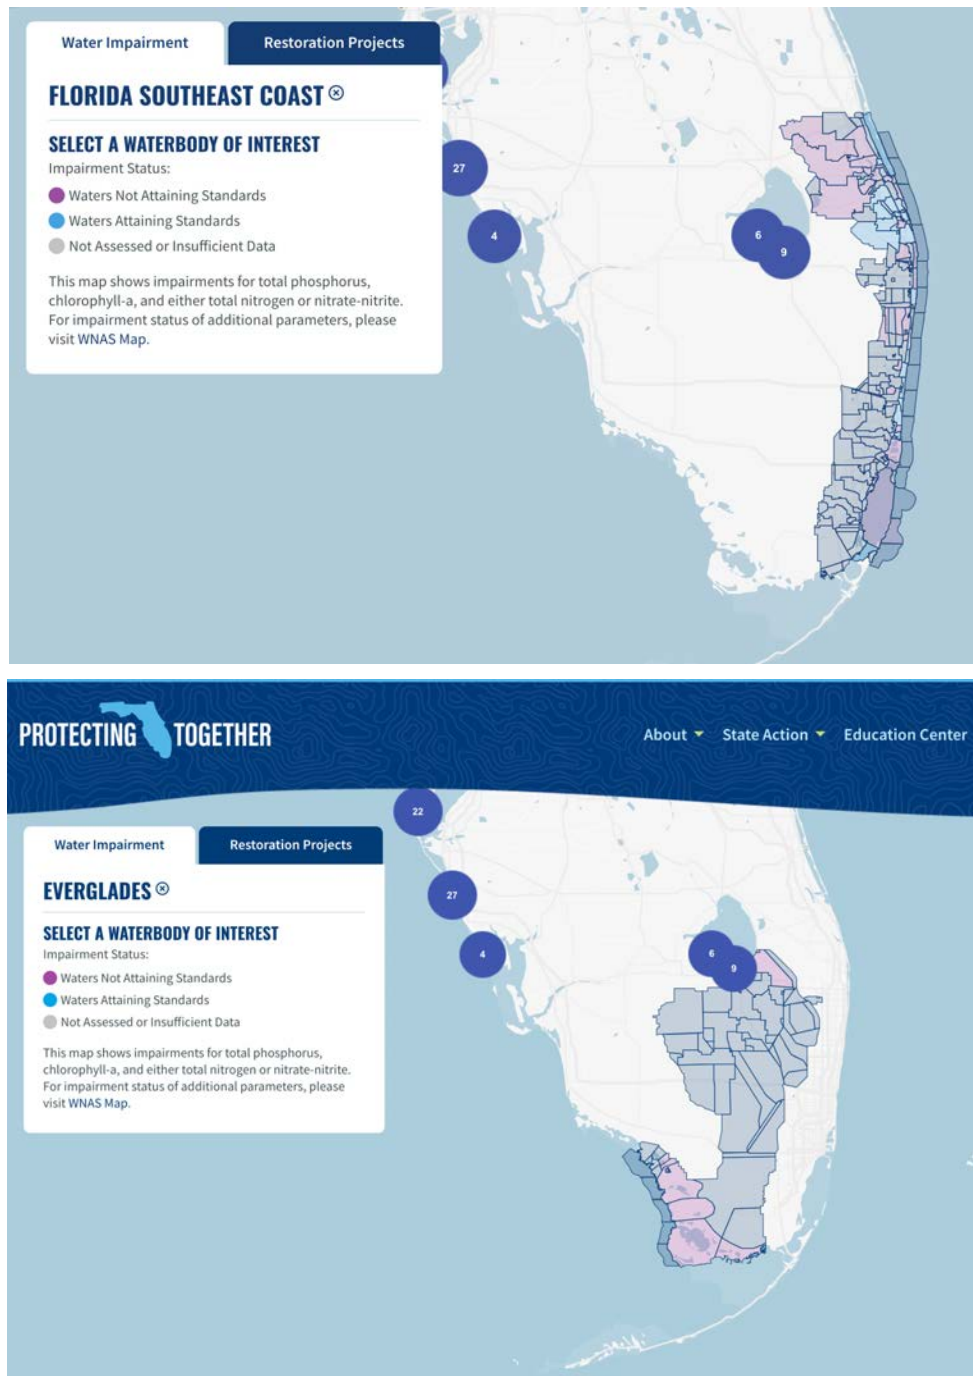 Water Impairment
Restoration Projects
FLORIDA SOUTHEAST COAST
SELECT A WATERBODY OF INTEREST
Impairment Status:
Waters Not Attaining Standards
Waters Attaining Standards
Not Assessed or Insufficient Data
This map shows impairments for total phosphorus,
chlorophyll-a, and either total nitrogen or nitrate-nitrite.
For impairment status of additional parameters, please
visit WNAS Map.
27
4
6
9
PROTECTING TOGETHER
About
State Action
Education Center
Water Impairment
Restoration Projects
EVERGLADES
SELECT A WATERBODY OF INTEREST
Impairment Status:
Waters Not Attaining Standards
Waters Attaining Standards
Not Assessed or Insufficient Data
This map shows impairments for total phosphorus,
chlorophyll-a, and either total nitrogen or nitrate-nitrite.
For impairment status of additional parameters, please
visit WNAS Map.
22
27
4
6
9